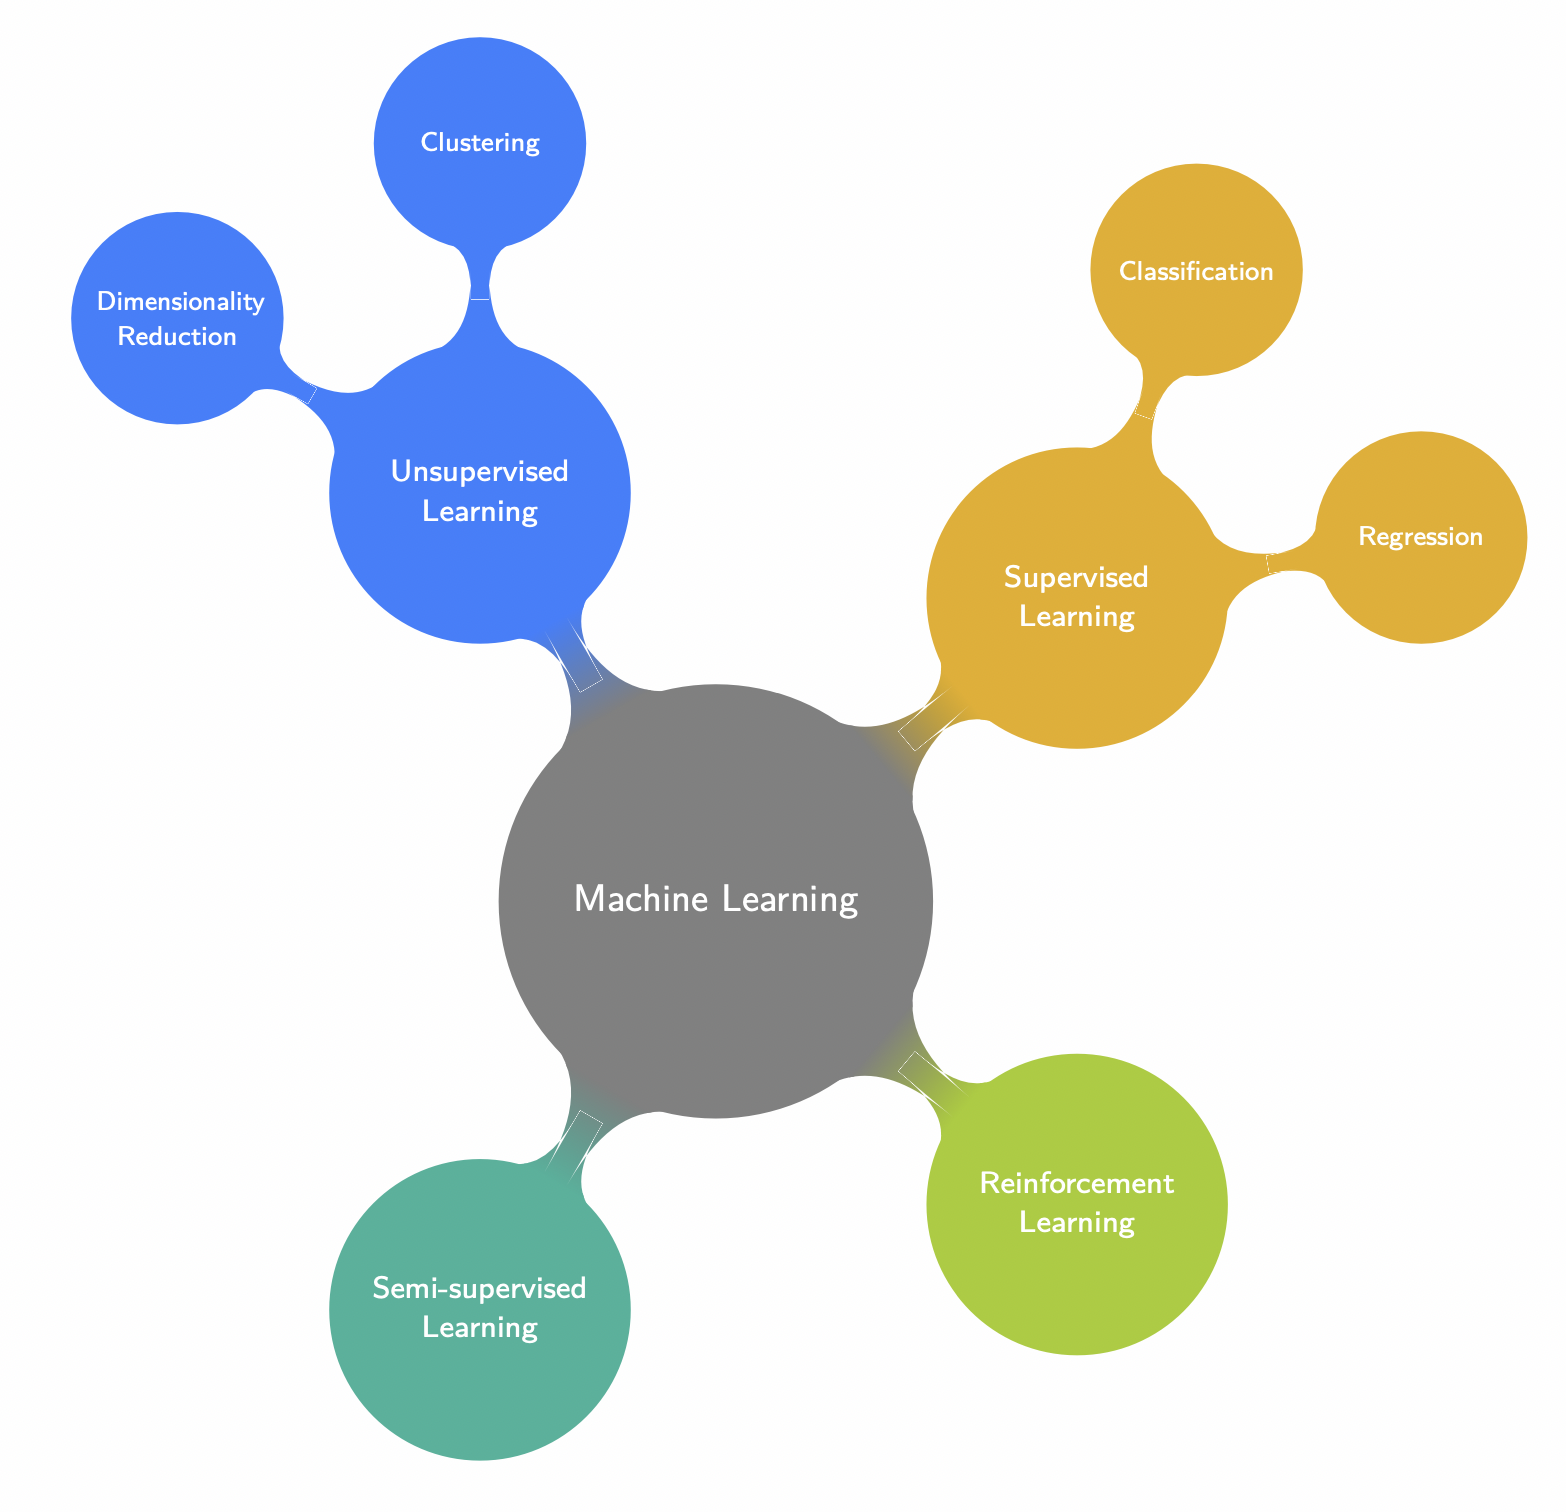 Clustering
Dimensionality
Reduction
Classification
Unsupervised
Learning
Regression
Supervised
Learning
Machine Learning
Reinforcement
Learning
Semi-supervised
Learning